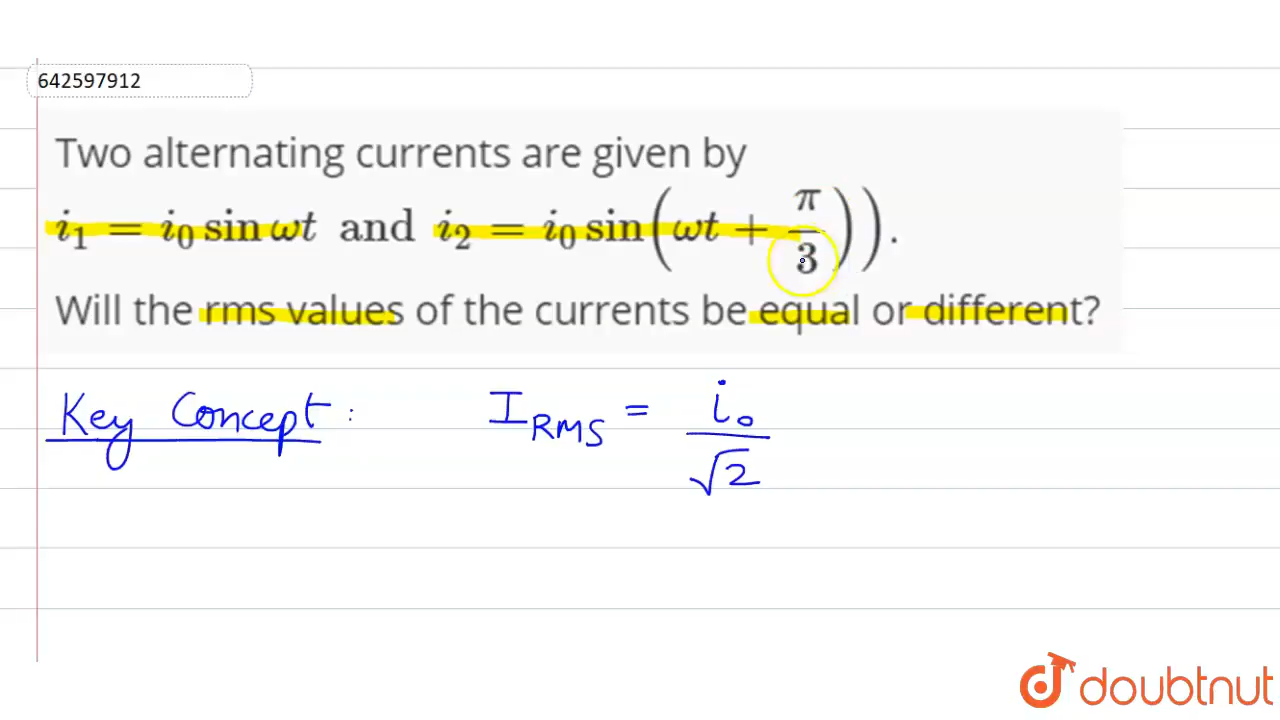 642597912
Two alternating currents are given by
i₁ = i₀ sin ωt and i₂ = i₀ sin(ωt + π/3)).
Will the rms values of the currents be equal or different?
Key Concept : I_RMS = i₀/√2
doubtnut